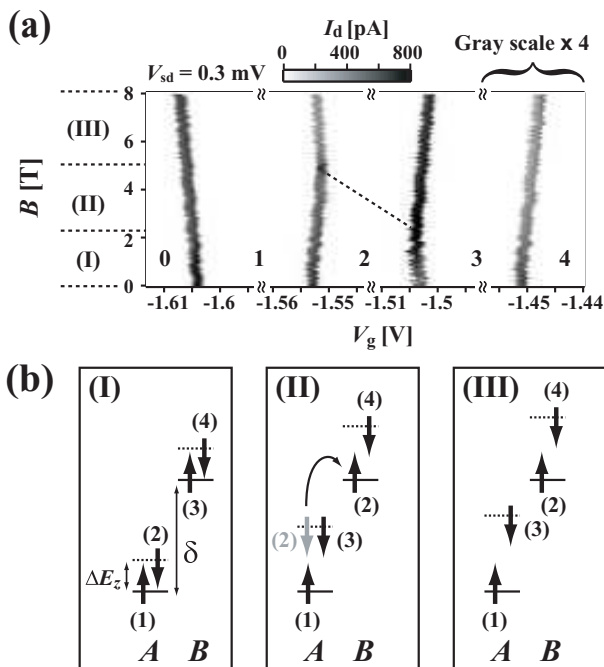 (a)
I_d [pA]
0 400 800
V_sd = 0.3 mV
Gray scale x 4
B [T]
8
6
4
2
0
(III)
(II)
(I)
0 1 2 3 4
-1.61 -1.6 -1.56 -1.55 -1.51 -1.5 -1.45 -1.44
V_g [V]
(b)
(I)
(4)
(3)
(2)
δ
ΔE_z
(1)
A B
(II)
(4)
(2)
(2) (3)
(1)
A B
(III)
(4)
(2)
(3)
(1)
A B